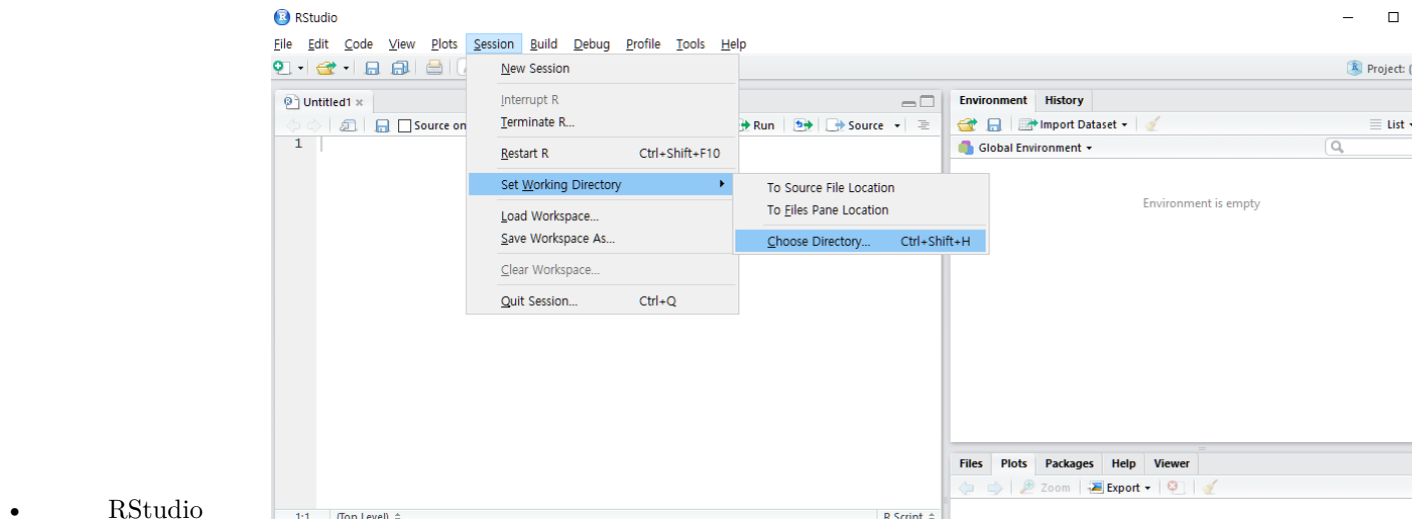 RStudio
File Edit Code View Plots Session Build Debug Profile Tools Help
Project: (
New Session
Interrupt R
Terminate R...
Restart R Ctrl+Shift+F10
Set Working Directory
Load Workspace...
Save Workspace As...
Clear Workspace...
Quit Session... Ctrl+Q
To Source File Location
To Files Pane Location
Choose Directory... Ctrl+Shift+H
Untitled1
Source on
Run Source
1
1:1 (Top Level) R Script
Environment History
Import Dataset List
Global Environment
Environment is empty
Files Plots Packages Help Viewer
Zoom Export
• RStudio